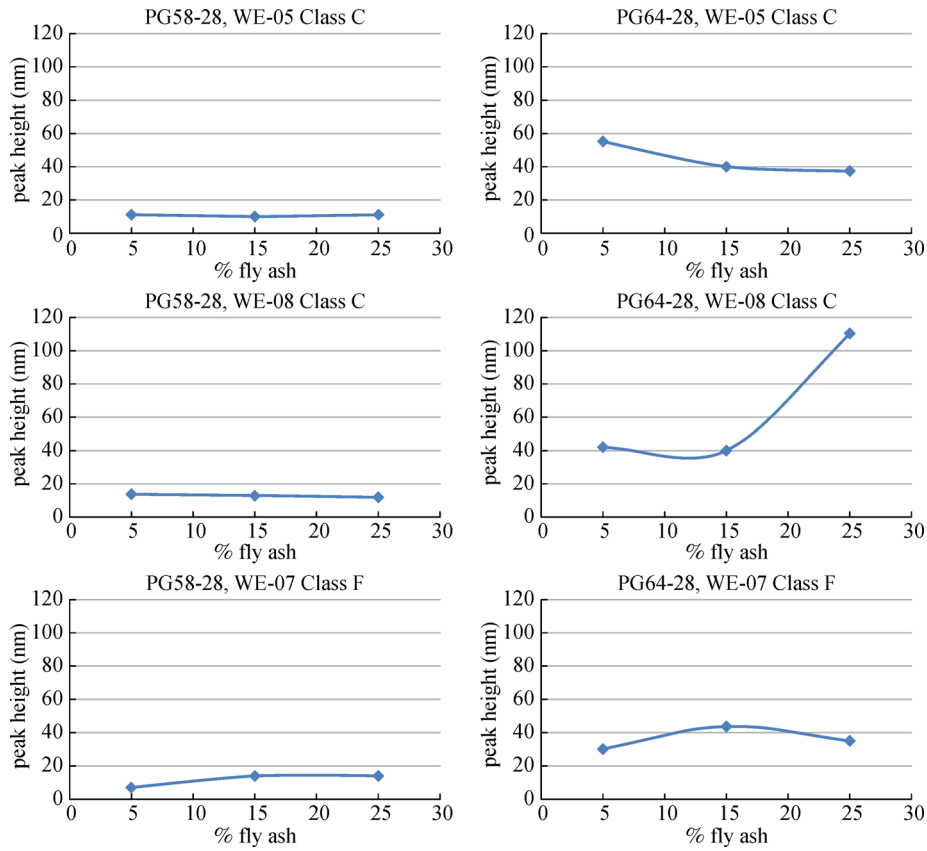 PG58-28, WE-05 Class C
120
100
80
60
40
20
0
peak height (nm)
0 5 10 15 20 25 30
% fly ash
PG64-28, WE-05 Class C
120
100
80
60
40
20
0
peak height (nm)
0 5 10 15 20 25 30
% fly ash
PG58-28, WE-08 Class C
120
100
80
60
40
20
0
peak height (nm)
0 5 10 15 20 25 30
% fly ash
PG64-28, WE-08 Class C
120
100
80
60
40
20
0
peak height (nm)
0 5 10 15 20 25 30
% fly ash
PG58-28, WE-07 Class F
120
100
80
60
40
20
0
peak height (nm)
0 5 10 15 20 25 30
% fly ash
PG64-28, WE-07 Class F
120
100
80
60
40
20
0
peak height (nm)
0 5 10 15 20 25 30
% fly ash